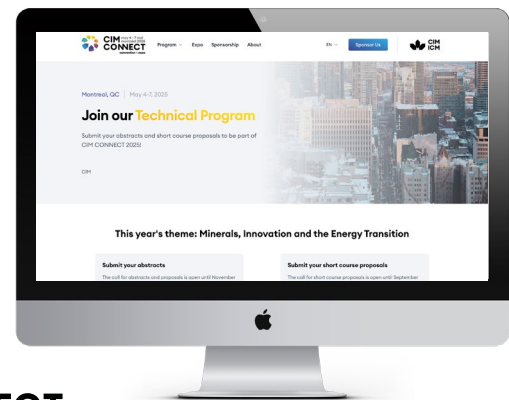 CIM
CONNECT
convention + expo
Program
Expo
Sponsorship
About
EN
Sponsor Us
CIM
ICM
Montreal, QC | May 4-7, 2025
Join our Technical Program
Submit your abstracts and short course proposals to be part of
CIM CONNECT 2025!
CIM
This year's theme: Minerals, Innovation and the Energy Transition
Submit your abstracts
The call for abstracts and proposals is open until November
Submit your short course proposals
The call for short course proposals is open until September